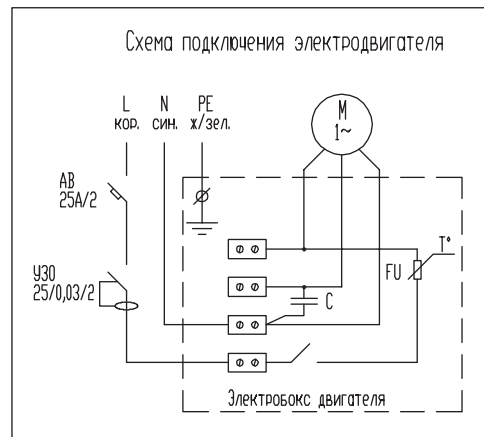 Схема подключения электродвигателя
L N PE
кор. син. ж/зел.
M
1~
АВ
25А/2
T°
FU
УЗО
25/0,03/2
C
Электробокс двигателя